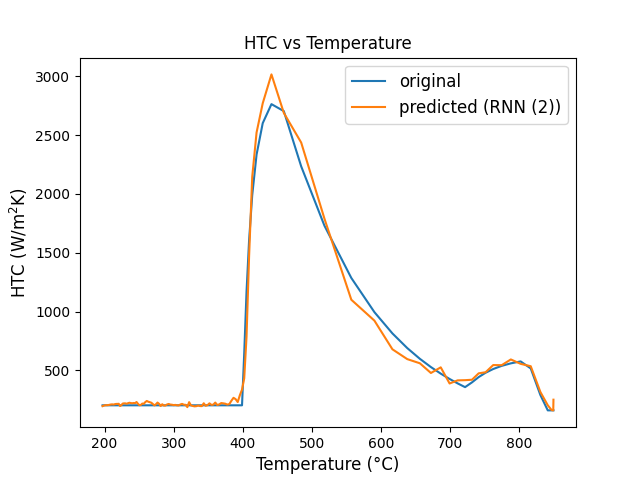 HTC vs Temperature
original
predicted (RNN (2))
3000
2500
2000
1500
1000
500
HTC (W/m²K)
200 300 400 500 600 700 800
Temperature (°C)